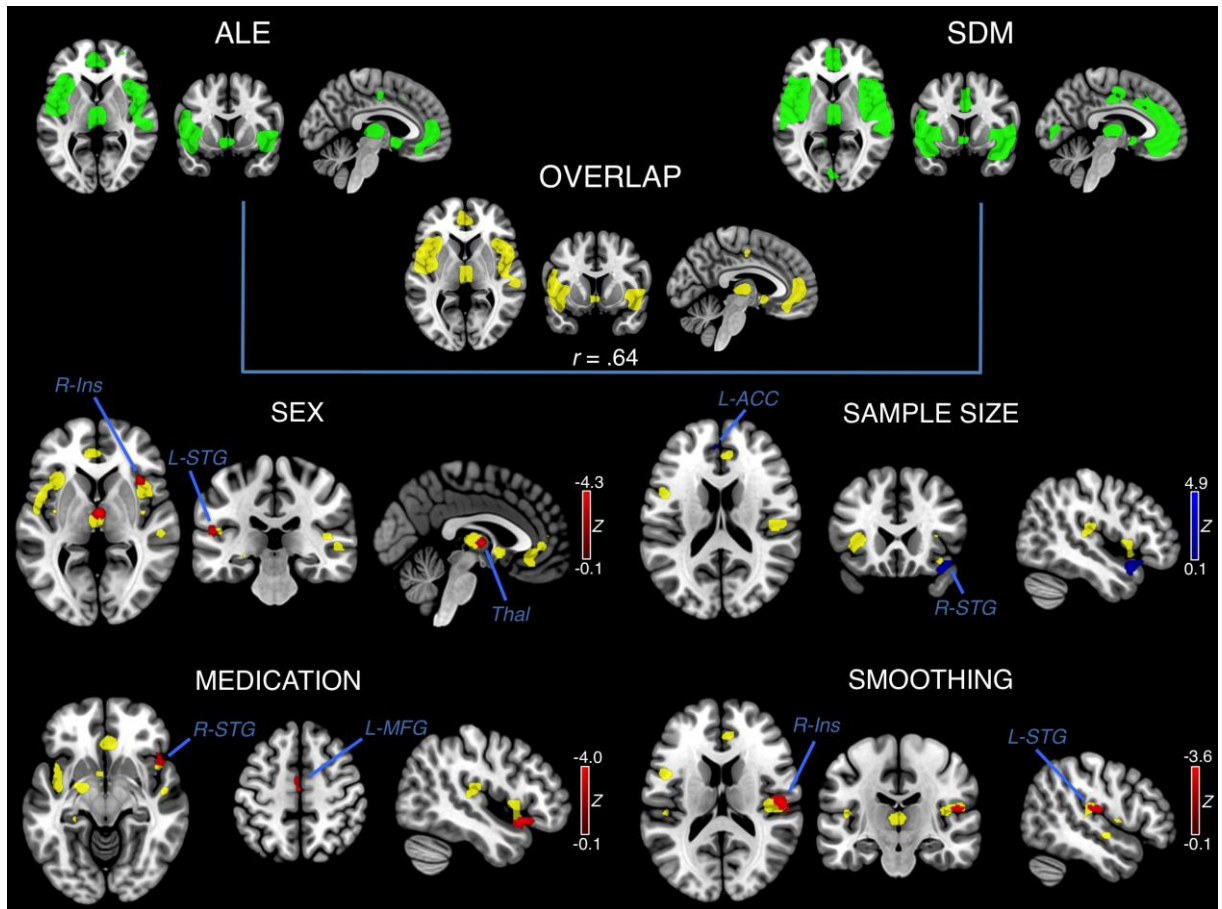 ALE
SDM
OVERLAP
r = .64
R-Ins
SEX
L-STG
Thal
-4.3
Z
-0.1
L-ACC
SAMPLE SIZE
R-STG
4.9
Z
0.1
MEDICATION
R-STG
L-MFG
-4.0
Z
-0.1
SMOOTHING
R-Ins
L-STG
-3.6
Z
-0.1